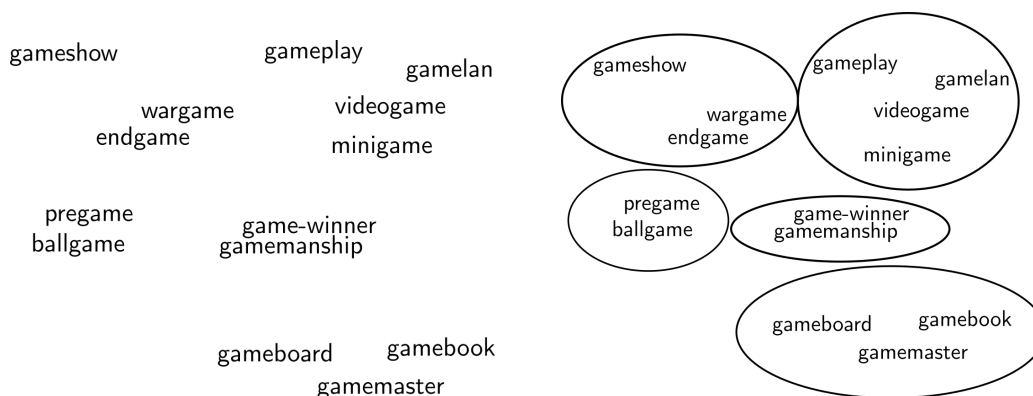 gameshow
gameplay
gamelan
wargame
videogame
endgame
minigame
pregame
game-winner
ballgame
gamemanship
gameboard
gamebook
gamemaster
gameshow
gameplay
gamelan
wargame
videogame
endgame
minigame
pregame
game-winner
ballgame
gamemanship
gameboard
gamebook
gamemaster